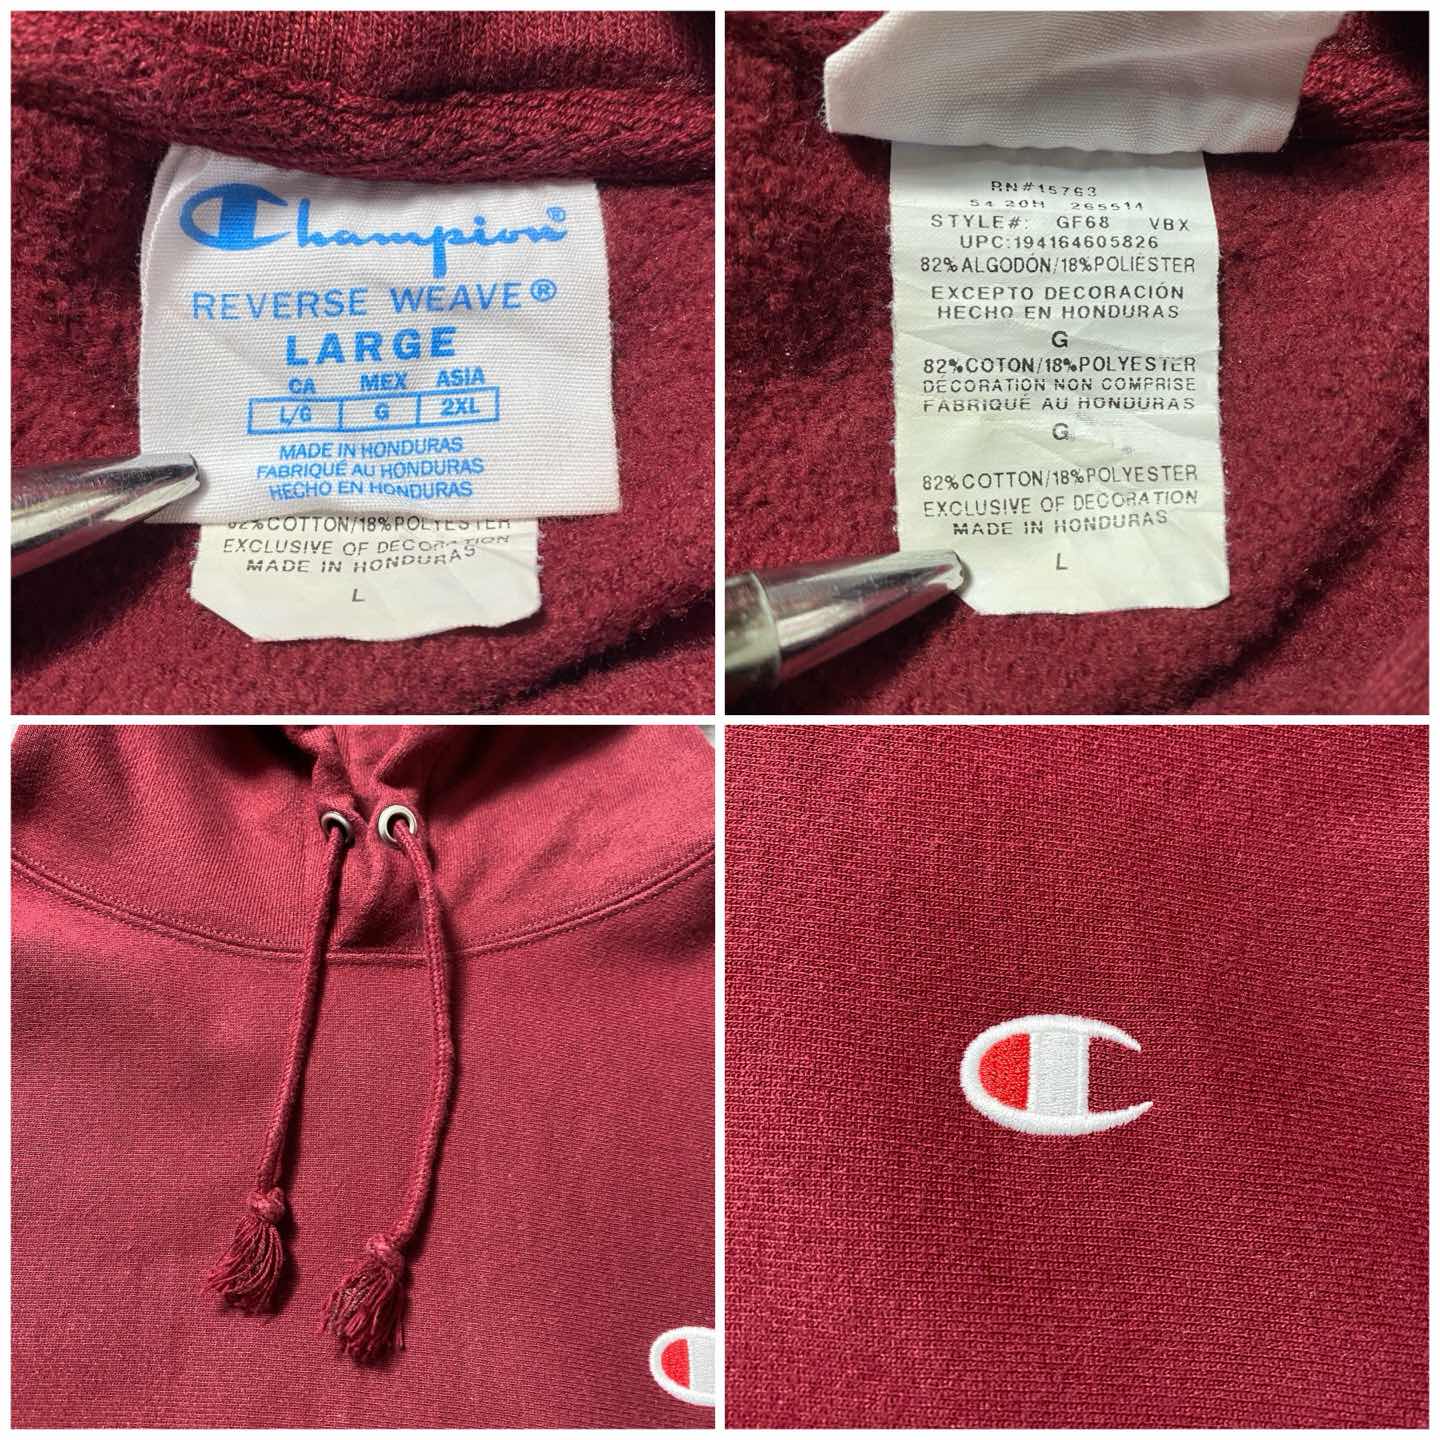 Champion®
REVERSE WEAVE®
LARGE
CA MEX ASIA
L/G G 2XL
MADE IN HONDURAS
FABRIQUÉ AU HONDURAS
HECHO EN HONDURAS
82%COTTON/18%POLYESTER
EXCLUSIVE OF DECORATION
MADE IN HONDURAS
L
RN#15763
54 20H 265514
STYLE#: GF68 VBX
UPC:194164605826
82%ALGODÓN/18%POLIÉSTER
EXCEPTO DECORACIÓN
HECHO EN HONDURAS
G
82%COTON/18%POLYESTER
DÉCORATION NON COMPRISE
FABRIQUÉ AU HONDURAS
G
82%COTTON/18%POLYESTER
EXCLUSIVE OF DECORATION
MADE IN HONDURAS
L